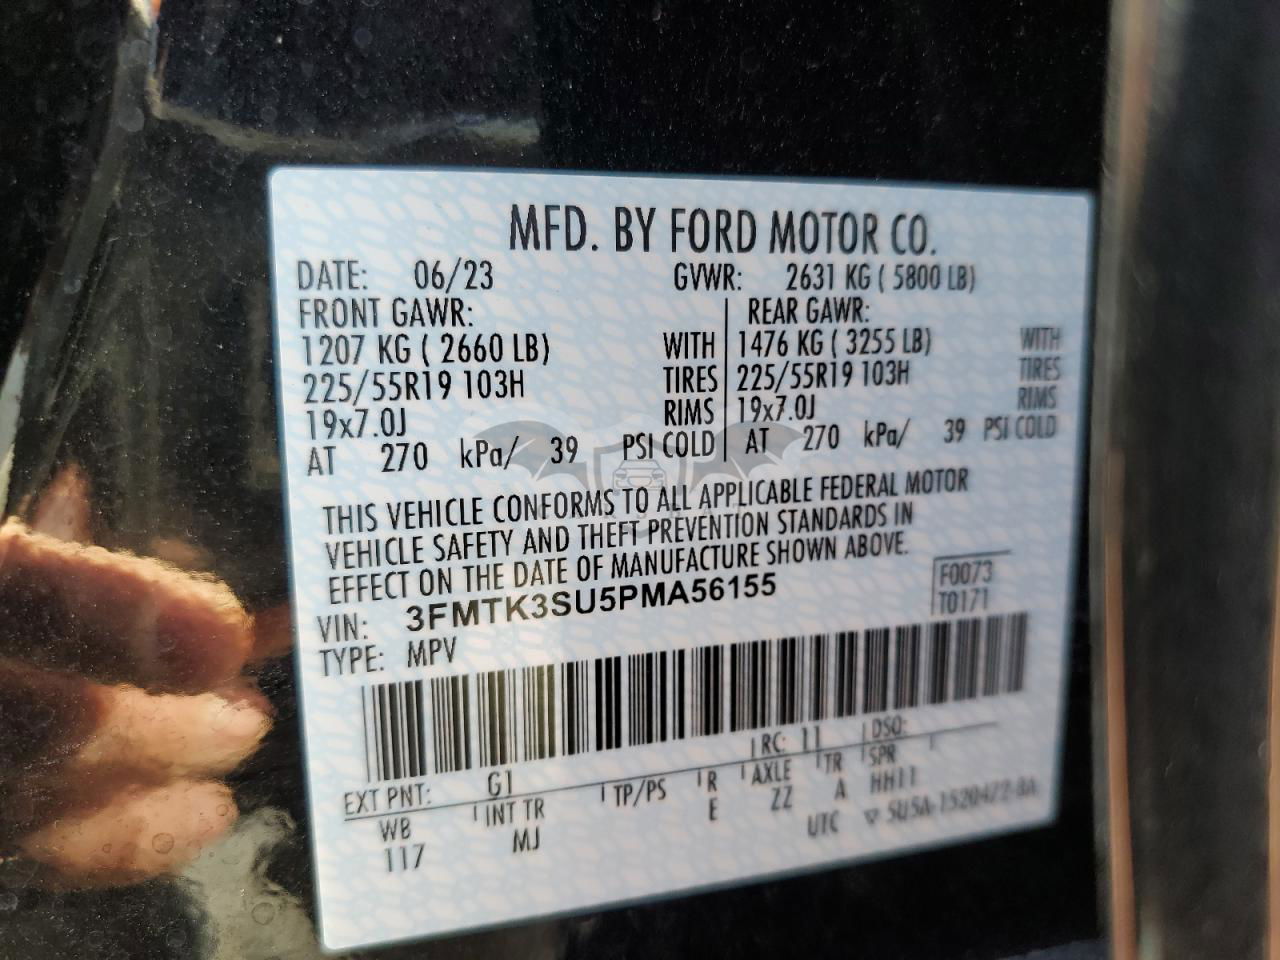 MFD. BY FORD MOTOR CO.
DATE: 06/23 GVWR: 2631 KG ( 5800 LB)
FRONT GAWR: REAR GAWR:
1207 KG ( 2660 LB) WITH 1476 KG ( 3255 LB) WITH
225/55R19 103H TIRES 225/55R19 103H TIRES
19x7.0J RIMS 19x7.0J RIMS
AT 270 kPa/ 39 PSI COLD AT 270 kPa/ 39 PSI COLD
THIS VEHICLE CONFORMS TO ALL APPLICABLE FEDERAL MOTOR
VEHICLE SAFETY AND THEFT PREVENTION STANDARDS IN
EFFECT ON THE DATE OF MANUFACTURE SHOWN ABOVE.
VIN: 3FMTK3SU5PMA56155 F0073
TYPE: MPV T0171
EXT PNT: G1 RC: 11 DSO:
WB INT TR TP/PS R AXLE TR SPR
117 MJ E ZZ A HH11
UTC ▽ SU5A-1520472-BA